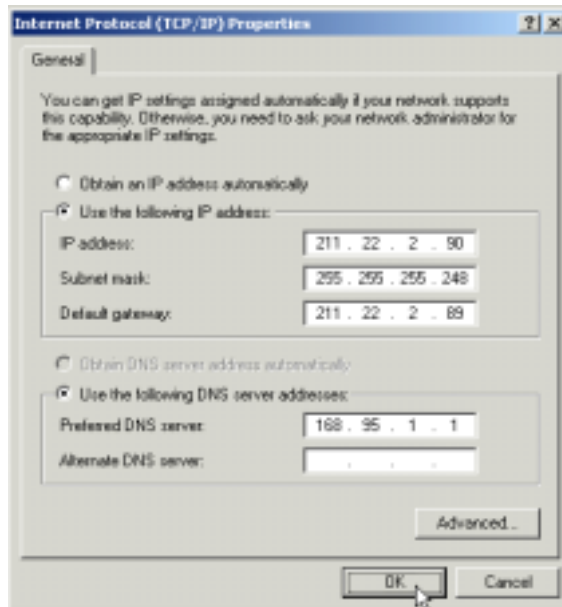 Internet Protocol (TCP/IP) Properties
General
You can get IP settings assigned automatically if your network supports
this capability. Otherwise, you need to ask your network administrator for
the appropriate IP settings.
Obtain an IP address automatically
Use the following IP address:
IP address: 211 . 22 . 2 . 90
Subnet mask: 255 . 255 . 255 . 248
Default gateway: 211 . 22 . 2 . 89
Obtain DNS server address automatically
Use the following DNS server addresses:
Preferred DNS server: 168 . 95 . 1 . 1
Alternate DNS server: . . .
Advanced...
OK Cancel